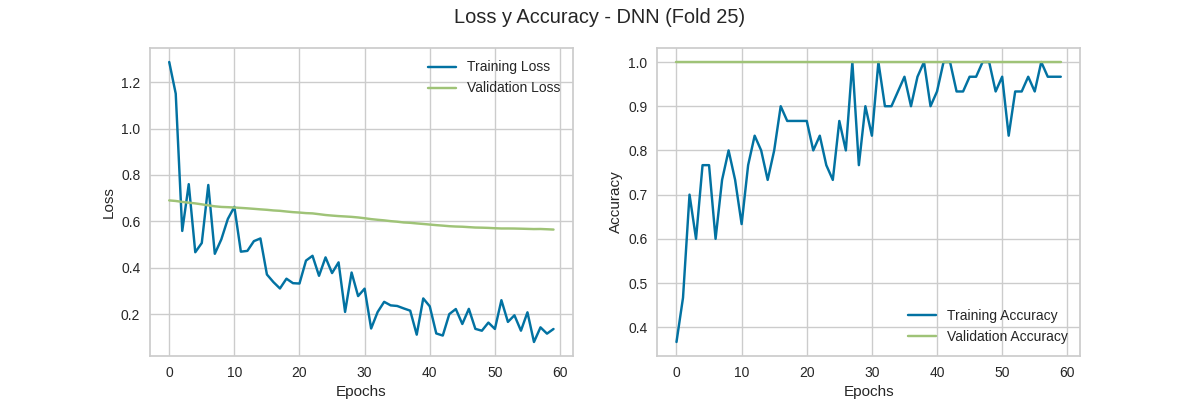 Loss y Accuracy - DNN (Fold 25)
Training Loss
Validation Loss
1.2
1.0
0.8
0.6
0.4
0.2
Loss
0 10 20 30 40 50 60
Epochs
1.0
0.9
0.8
0.7
0.6
0.5
0.4
Accuracy
Training Accuracy
Validation Accuracy
0 10 20 30 40 50 60
Epochs